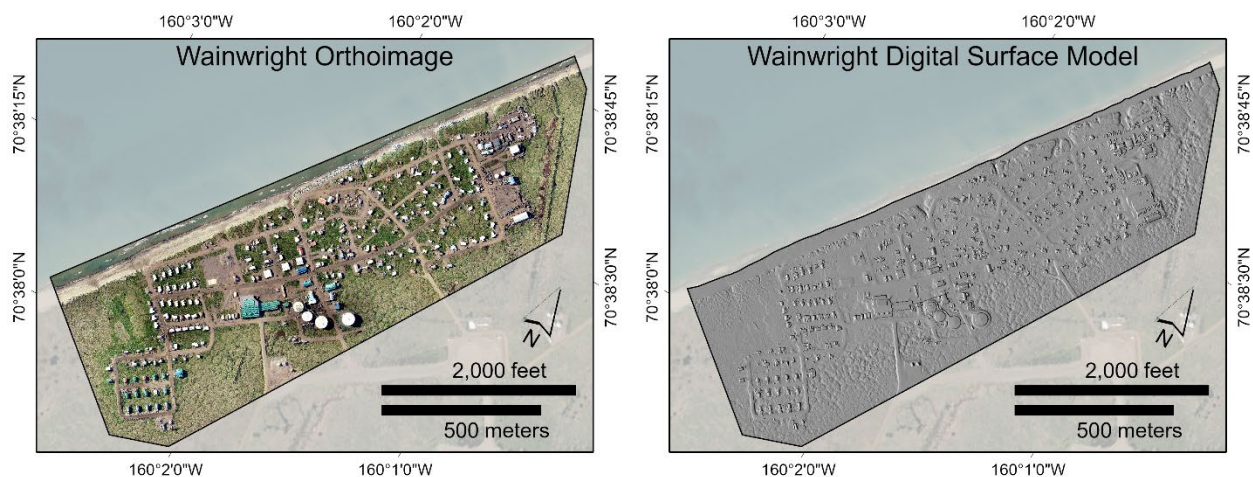 160°3'0"W
160°2'0"W
160°3'0"W
160°2'0"W
Wainwright Orthoimage
Wainwright Digital Surface Model
70°38'15"N
70°38'45"N
70°38'15"N
70°38'45"N
70°38'0"N
70°38'30"N
70°38'0"N
70°38'30"N
N
N
2,000 feet
2,000 feet
500 meters
500 meters
160°2'0"W
160°1'0"W
160°2'0"W
160°1'0"W